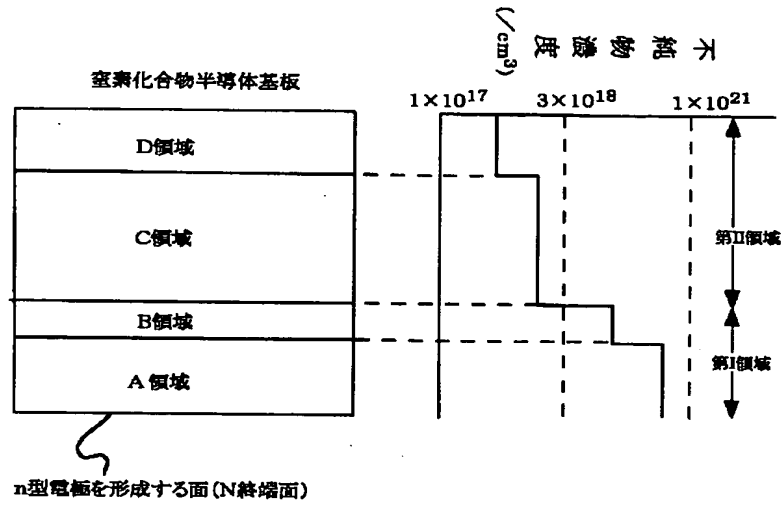 不純物濃度
(/cm³)
窒素化合物半導体基板
1×10¹⁷ 3×10¹⁸ 1×10²¹
D領域
C領域
第II領域
B領域
A 領域
第I領域
n型電極を形成する面(N終端面)